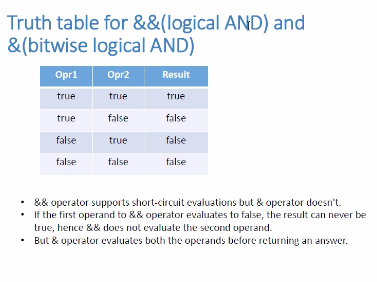 Truth table for &&(logical AND) and
&(bitwise logical AND)
Opr1 Opr2 Result
true true true
true false false
false true false
false false false
• && operator supports short-circuit evaluations but & operator doesn't.
• If the first operand to && operator evaluates to false, the result can never be
true, hence && does not evaluate the second operand.
• But & operator evaluates both the operands before returning an answer.